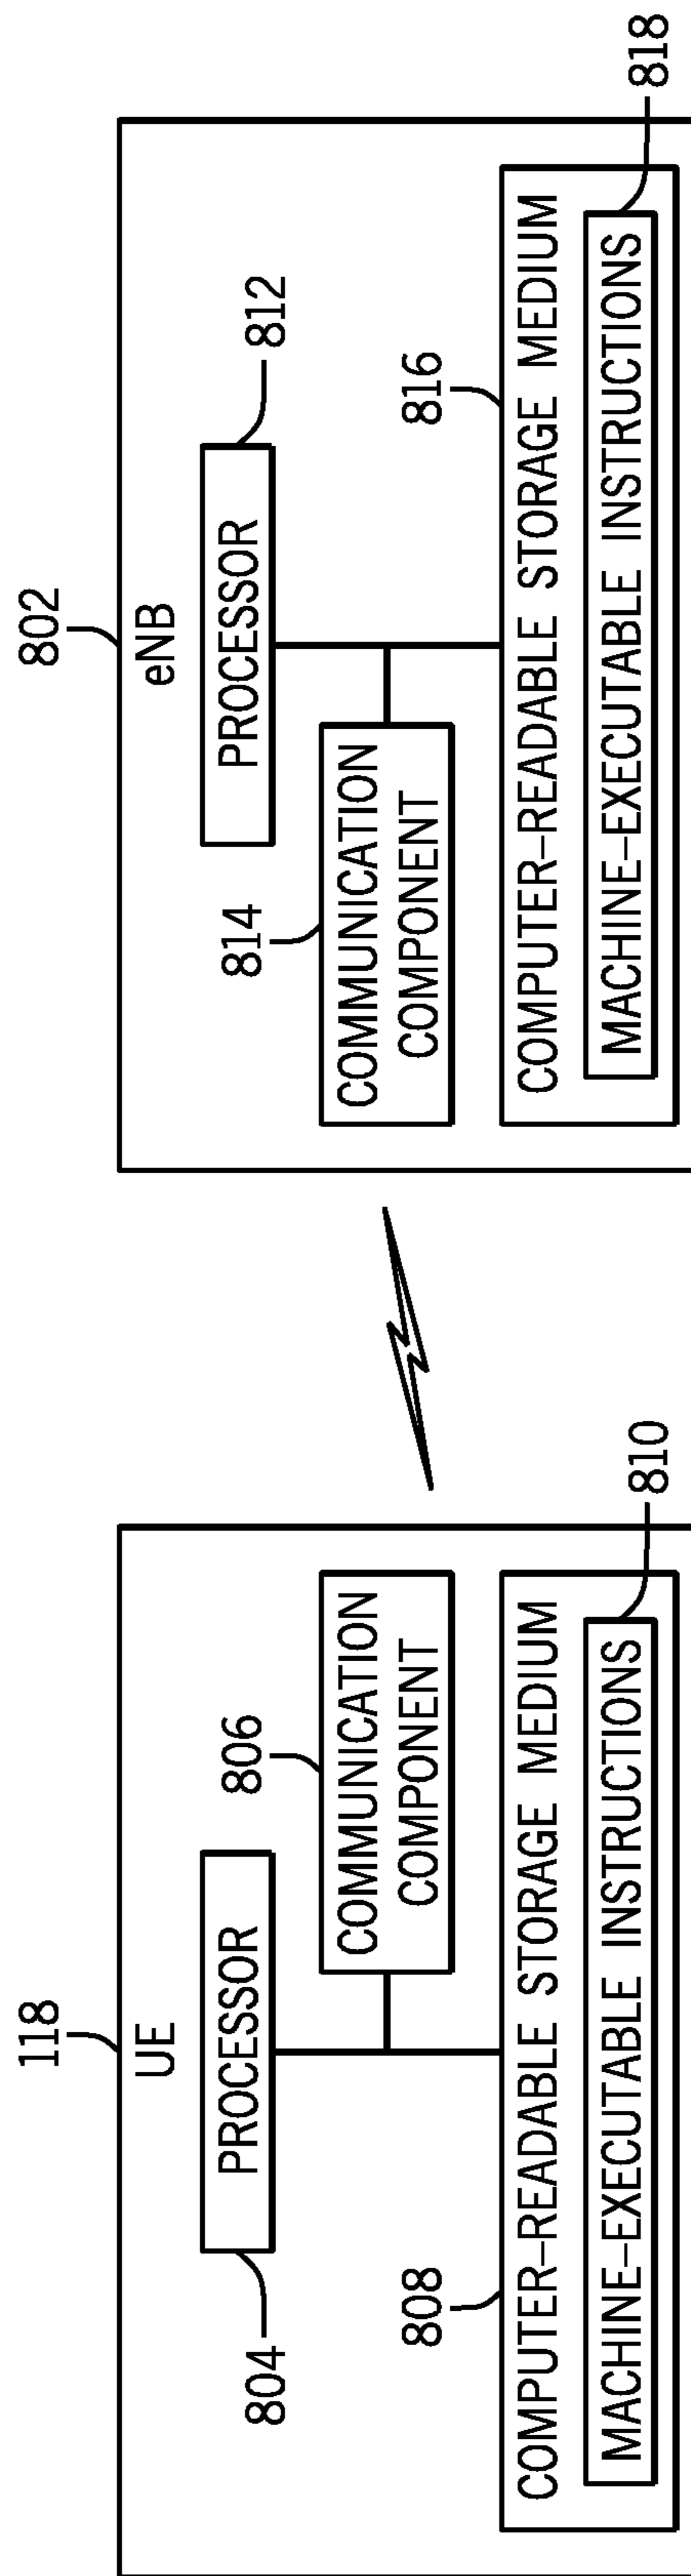 118
UE
804
PROCESSOR
806
COMMUNICATION
COMPONENT
808
COMPUTER–READABLE STORAGE MEDIUM
MACHINE–EXECUTABLE INSTRUCTIONS
810
802
eNB
PROCESSOR
812
814
COMMUNICATION
COMPONENT
816
COMPUTER–READABLE STORAGE MEDIUM
MACHINE–EXECUTABLE INSTRUCTIONS
818